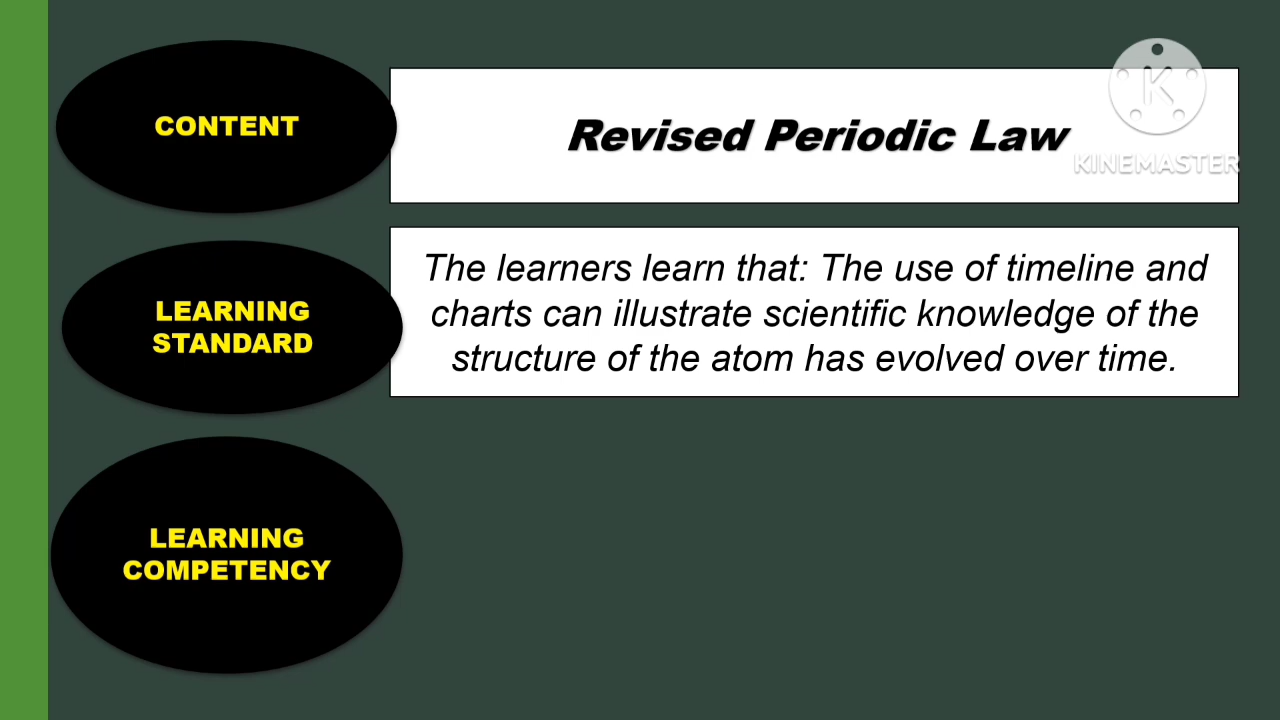 CONTENT
Revised Periodic Law
K
KINEMASTER
LEARNING
STANDARD
The learners learn that: The use of timeline and
charts can illustrate scientific knowledge of the
structure of the atom has evolved over time.
LEARNING
COMPETENCY